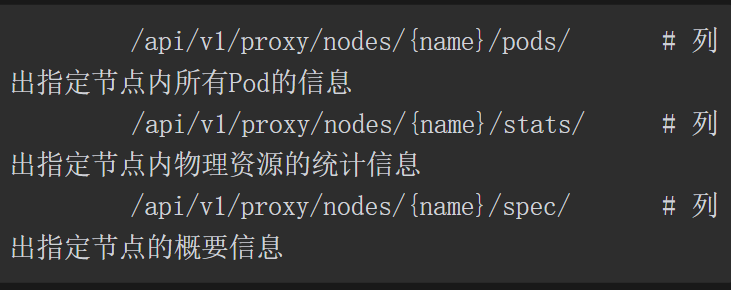 /api/v1/proxy/nodes/{name}/pods/      # 列
出指定节点内所有Pod的信息
/api/v1/proxy/nodes/{name}/stats/     # 列
出指定节点内物理资源的统计信息
/api/v1/proxy/nodes/{name}/spec/      # 列
出指定节点的概要信息